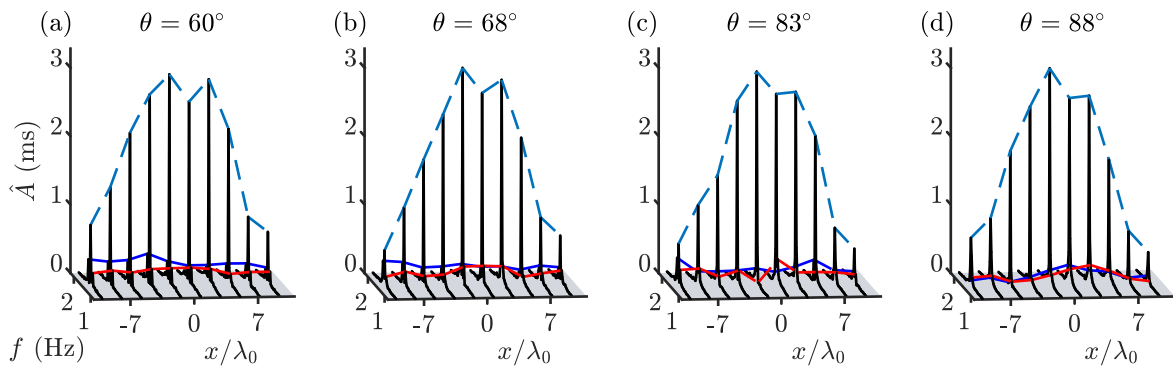 (a) θ = 60° (b) θ = 68° (c) θ = 83° (d) θ = 88°
3 3 3 3
2 2 2 2
Â (ms)
1 1 1 1
0 0 0 0
2 2 2 2
1 -7 0 7 1 -7 0 7 1 -7 0 7 1 -7 0 7
f (Hz) x/λ₀ x/λ₀ x/λ₀ x/λ₀